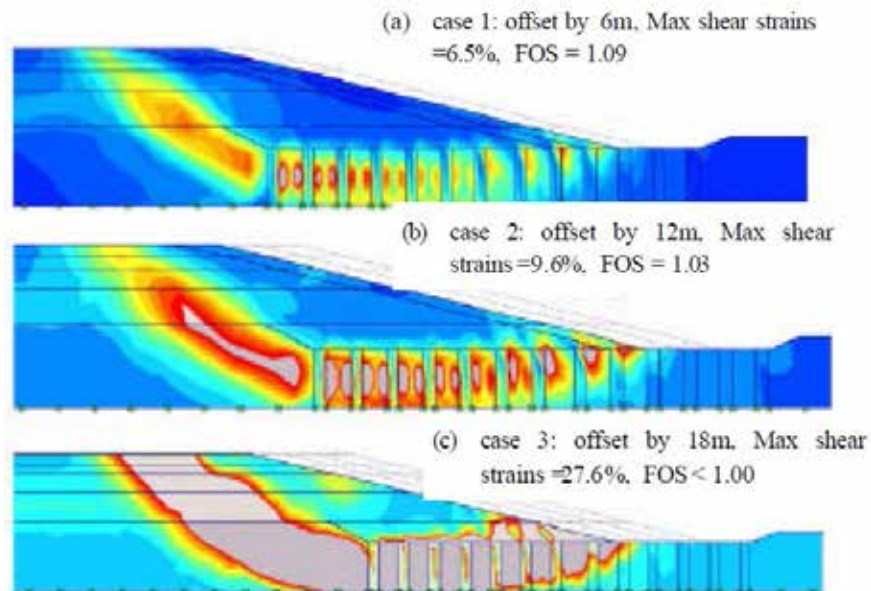 (a) case 1: offset by 6m, Max shear strains
=6.5%, FOS = 1.09
(b) case 2: offset by 12m, Max shear
strains =9.6%, FOS = 1.03
(c) case 3: offset by 18m, Max shear
strains =27.6%, FOS < 1.00